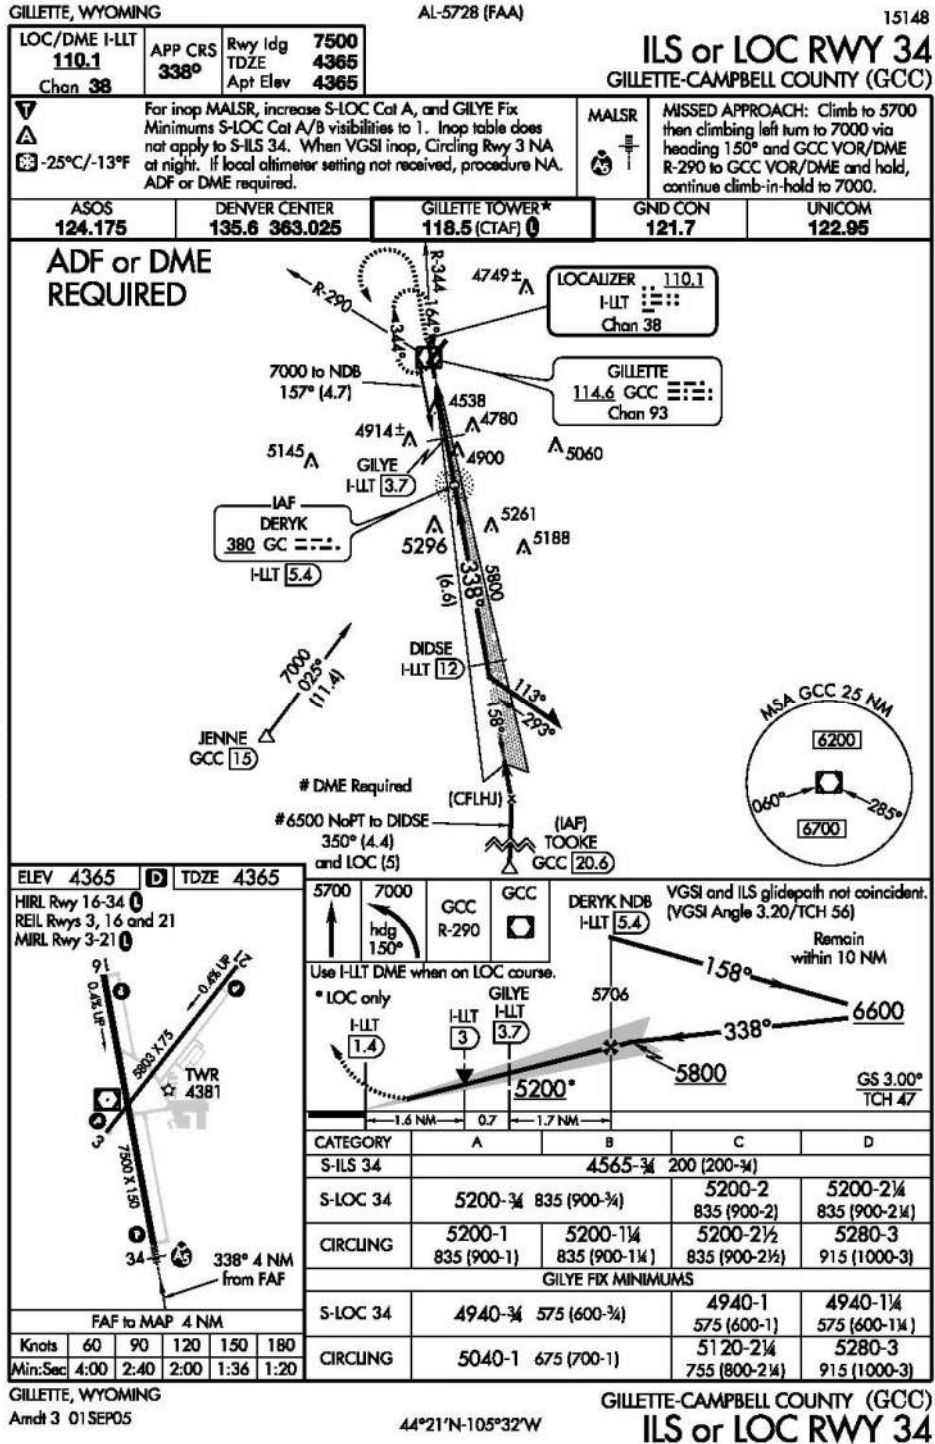 GILLETTE, WYOMING
AL-5728 (FAA)
15148
LOC/DME I-LLT
110.1
Chan 38
APP CRS
338°
Rwy ldg 7500
TDZE 4365
Apt Elev 4365
ILS or LOC RWY 34
GILLETTE-CAMPBELL COUNTY (GCC)
T
A
-25°C/-13°F
For inop MALSR, increase S-LOC Cat A, and GILYE Fix
Minimums S-LOC Cat A/B visibilities to 1. Inop table does
not apply to S-ILS 34. When VGSI inop, Circling Rwy 3 NA
at night. If local altimeter setting not received, procedure NA.
ADF or DME required.
MALSR
A5
MISSED APPROACH: Climb to 5700
then climbing left turn to 7000 via
heading 150° and GCC VOR/DME
R-290 to GCC VOR/DME and hold,
continue climb-in-hold to 7000.
ASOS
124.175
DENVER CENTER
135.6 363.025
GILLETTE TOWER*
118.5 (CTAF) L
GND CON
121.7
UNICOM
122.95
ADF or DME
REQUIRED
R-290
R-344
164°
344°
4749±
LOCALIZER 110.1
I-LLT
Chan 38
GILLETTE
114.6 GCC
Chan 93
7000 to NDB
157° (4.7)
4538
4780
4914±
4900
5060
5145
GILYE
I-LLT 3.7
IAF
DERYK
380 GC
I-LLT 5.4
5296
5261
5188
338°
5800
(6.6)
DIDSE
I-LLT 12
113°
293°
158°
7000
025°
(11.4)
JENNE
GCC 15
# DME Required
(CFLHJ)
#6500 NoPT to DIDSE
350° (4.4)
and LOC (5)
(IAF)
TOOKE
GCC 20.6
MSA GCC 25 NM
6200
060°
285°
6700
ELEV 4365
D
TDZE 4365
HIRL Rwy 16-34 L
REIL Rwys 3, 16 and 21
MIRL Rwy 3-21 L
16
21
0.4% UP
0.4% UP
5803 X 75
TWR
4381
3
7500 X 150
34
A5
338° 4 NM
from FAF
FAF to MAP 4 NM
Knots 60 90 120 150 180
Min:Sec 4:00 2:40 2:00 1:36 1:20
5700
7000
hdg
150°
GCC
R-290
GCC
Use I-LLT DME when on LOC course.
* LOC only
DERYK NDB
I-LLT 5.4
VGSI and ILS glidepath not coincident.
(VGSI Angle 3.20/TCH 56)
Remain
within 10 NM
158°
5706
6600
338°
I-LLT
1.4
I-LLT
3
GILYE
I-LLT
3.7
5200*
5800
GS 3.00°
TCH 47
1.6 NM
0.7
1.7 NM
CATEGORY A B C D
S-ILS 34 4565-¾ 200 (200-¾)
S-LOC 34 5200-¾ 835 (900-¾) 5200-2 835 (900-2) 5200-2¼ 835 (900-2¼)
CIRCLING 5200-1 835 (900-1) 5200-1¼ 835 (900-1¼) 5200-2½ 835 (900-2½) 5280-3 915 (1000-3)
GILYE FIX MINIMUMS
S-LOC 34 4940-¾ 575 (600-¾) 4940-1 575 (600-1) 4940-1¼ 575 (600-1¼)
CIRCLING 5040-1 675 (700-1) 5120-2¼ 755 (800-2¼) 5280-3 915 (1000-3)
GILLETTE, WYOMING
Amdt 3 01SEP05
44°21'N-105°32'W
GILLETTE-CAMPBELL COUNTY (GCC)
ILS or LOC RWY 34